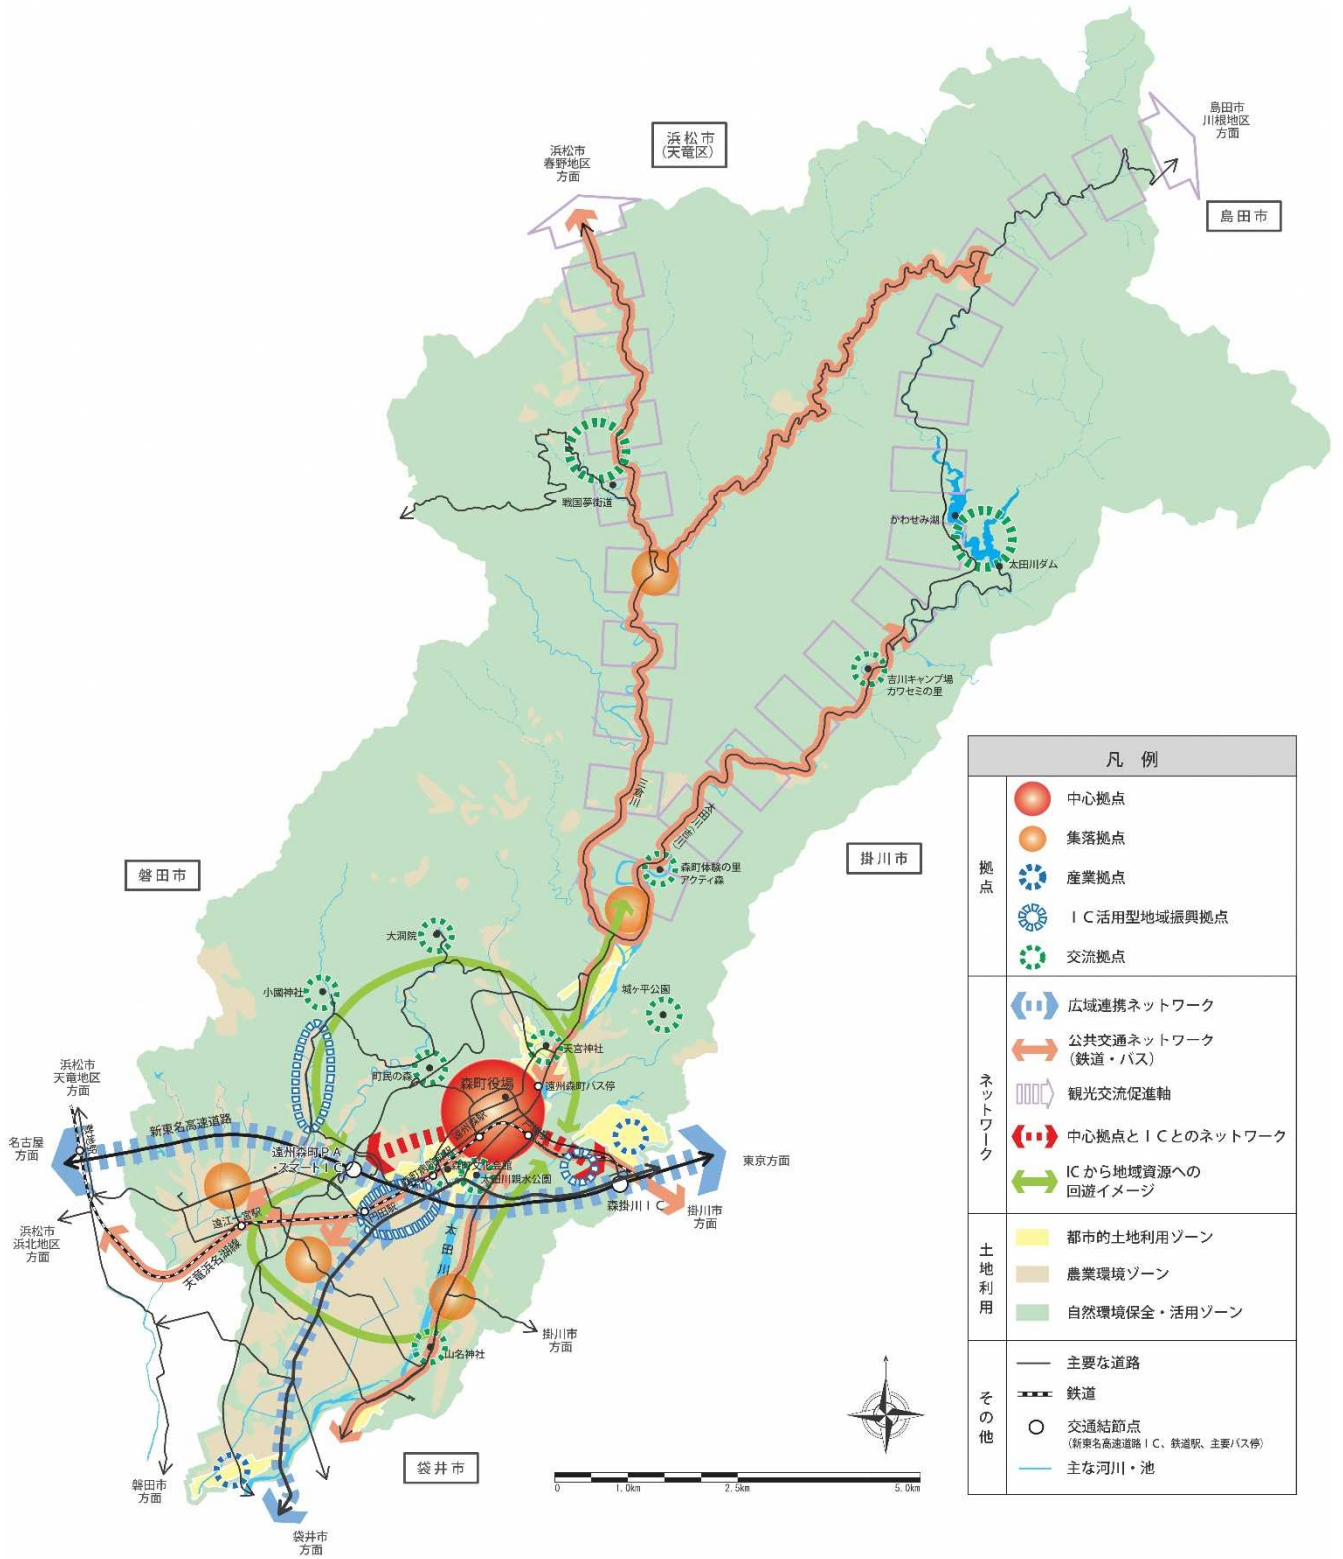 浜松市
(天竜区)
浜松市
春野地区
方面
島田市
川根地区
方面
島田市
戦国夢街道
かわせみ湖
太田川ダム
吉川キャンプ場
カワセミの里
三倉川
太田川(吉川)
森町体験の里
アクティ森
掛川市
磐田市
大洞院
小國神社
城ヶ平公園
天宮神社
町民の森
森町役場
遠州森町バス停
浜松市
天竜地区
方面
敷地駅
名古屋
方面
新東名高速道路
遠州森町PA
・スマートIC
遠州森駅
森町文化会館
太田川親水公園
東京方面
森掛川IC
掛川市
方面
遠江一宮駅
円田駅
浜松市
浜北地区
方面
天竜浜名湖線
太田川
掛川市
方面
山名神社
袋井市
磐田市
方面
袋井市
方面
0 1.0km 2.5km 5.0km
凡 例
拠点
中心拠点
集落拠点
産業拠点
IC活用型地域振興拠点
交流拠点
ネットワーク
広域連携ネットワーク
公共交通ネットワーク
(鉄道・バス)
観光交流促進軸
中心拠点とICとのネットワーク
ICから地域資源への
回遊イメージ
土地利用
都市的土地利用ゾーン
農業環境ゾーン
自然環境保全・活用ゾーン
その他
主要な道路
鉄道
交通結節点
(新東名高速道路IC、鉄道駅、主要バス停)
主な河川・池